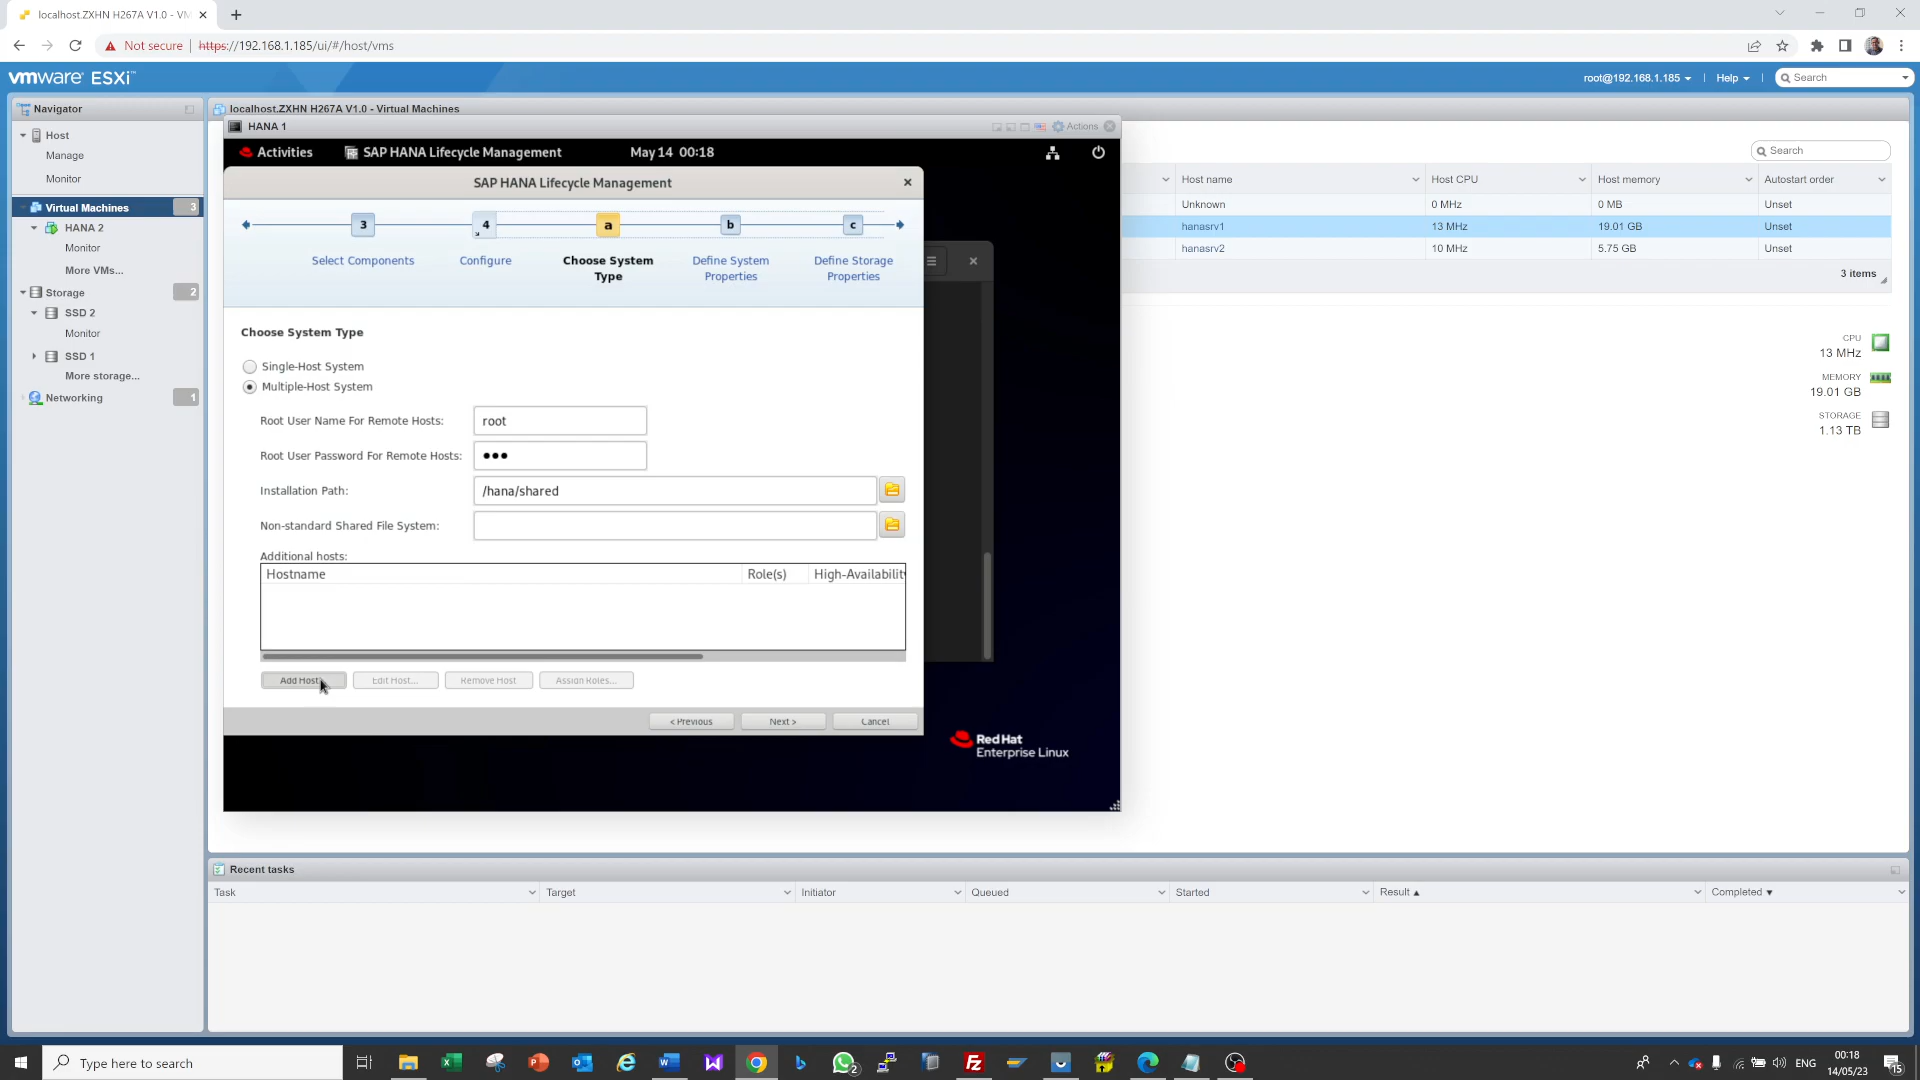 localhost.ZXHN H267A V1.0 - VM
Not secure https://192.168.1.185/ui/#/host/vms
vmware ESXi
root@192.168.1.185 Help Search
Navigator
localhost.ZXHN H267A V1.0 - Virtual Machines
Host
Manage
Monitor
Virtual Machines 3
HANA 2
Monitor
More VMs...
Storage 2
SSD 2
Monitor
SSD 1
More storage...
Networking 1
HANA 1
Actions
Activities SAP HANA Lifecycle Management May 14 00:18
SAP HANA Lifecycle Management
3 4 a b c
Select Components
Configure
Choose System
Type
Define System
Properties
Define Storage
Properties
Choose System Type
Single-Host System
Multiple-Host System
Root User Name For Remote Hosts: root
Root User Password For Remote Hosts: •••
Installation Path: /hana/shared
Non-standard Shared File System:
Additional hosts:
Hostname Role(s) High-Availability
Add Host Edit Host... Remove Host Assign Roles...
< Previous Next > Cancel
Red Hat
Enterprise Linux
Search
Host name Host CPU Host memory Autostart order
Unknown 0 MHz 0 MB Unset
hanasrv1 13 MHz 19.01 GB Unset
hanasrv2 10 MHz 5.75 GB Unset
3 items
CPU
13 MHz
MEMORY
19.01 GB
STORAGE
1.13 TB
Recent tasks
Task Target Initiator Queued Started Result ▲ Completed ▼
Type here to search
2
ENG
00:18
14/05/23
15